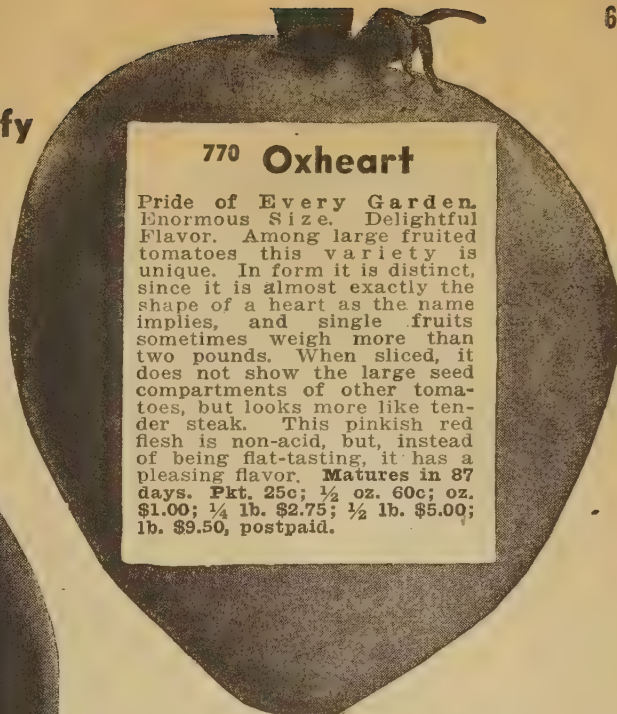 6
fy
770 Oxheart
Pride of Every Garden.
Enormous Size. Delightful
Flavor. Among large fruited
tomatoes this variety is
unique. In form it is distinct,
since it is almost exactly the
shape of a heart as the name
implies, and single fruits
sometimes weigh more than
two pounds. When sliced, it
does not show the large seed
compartments of other toma-
toes, but looks more like ten-
der steak. This pinkish red
flesh is non-acid, but, instead
of being flat-tasting, it has a
pleasing flavor. Matures in 87
days. Pkt. 25c; ½ oz. 60c; oz.
$1.00; ¼ lb. $2.75; ½ lb. $5.00;
lb. $9.50, postpaid.